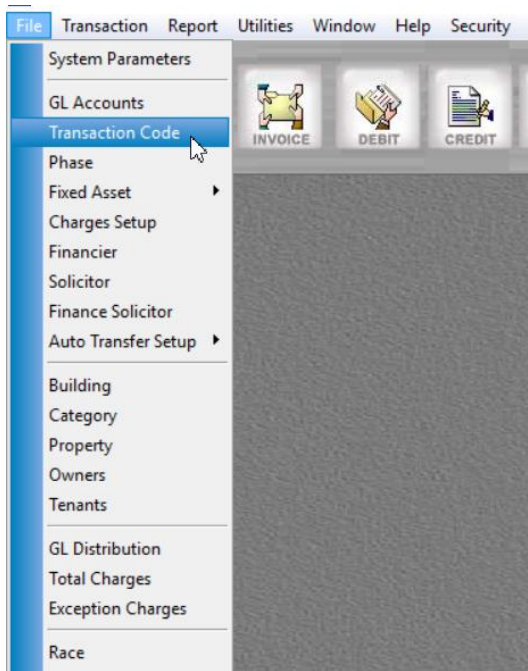 File Transaction Report Utilities Window Help Security
System Parameters
GL Accounts
Transaction Code
Phase
Fixed Asset
Charges Setup
Financier
Solicitor
Finance Solicitor
Auto Transfer Setup
Building
Category
Property
Owners
Tenants
GL Distribution
Total Charges
Exception Charges
Race
INVOICE DEBIT CREDIT